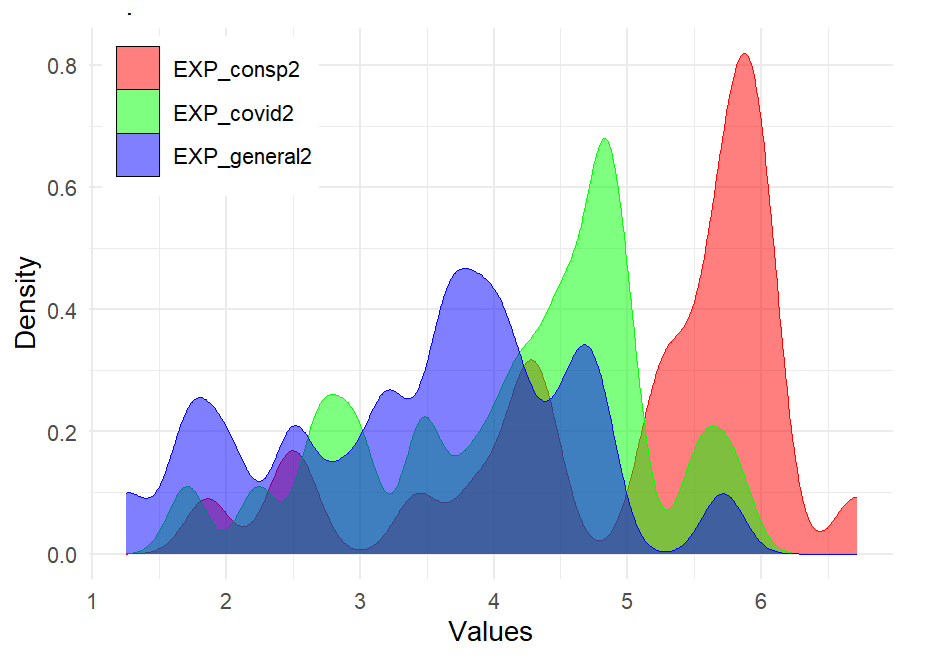 EXP_consp2
EXP_covid2
EXP_general2
Density
0.8
0.6
0.4
0.2
0.0
1 2 3 4 5 6
Values